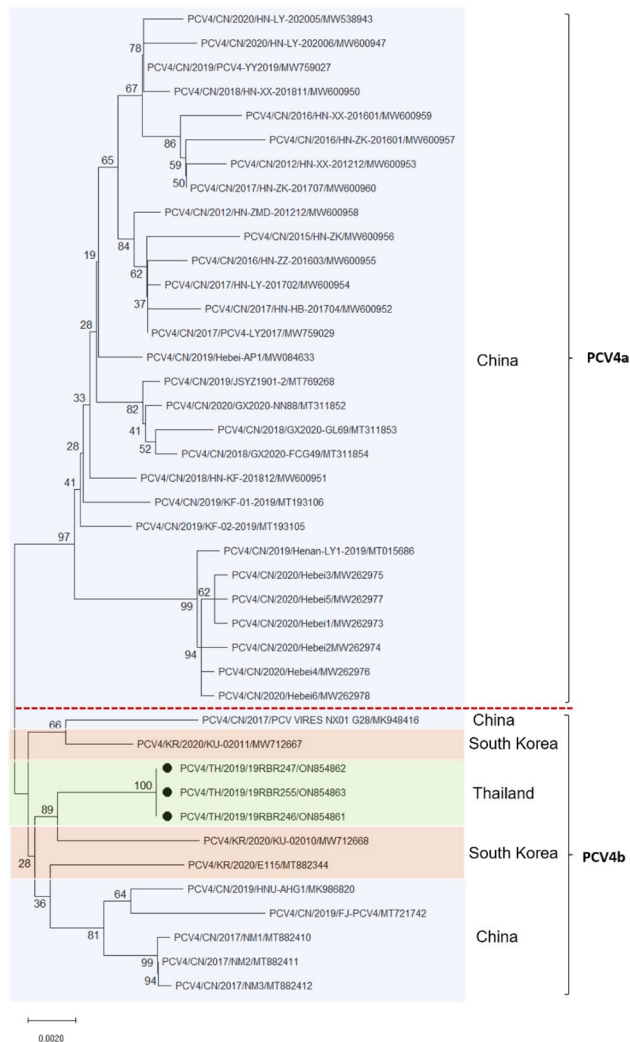 PCV4/CN/2020/HN-LY-202005/MW538943
78
PCV4/CN/2020/HN-LY-202006/MW600947
PCV4/CN/2019/PCV4-YY2019/MW759027
67
PCV4/CN/2018/HN-XX-201811/MW600950
PCV4/CN/2016/HN-XX-201601/MW600959
86
PCV4/CN/2016/HN-ZK-201601/MW600957
65
59
PCV4/CN/2012/HN-XX-201212/MW600953
50
PCV4/CN/2017/HN-ZK-201707/MW600960
PCV4/CN/2012/HN-ZMD-201212/MW600958
84
PCV4/CN/2015/HN-ZK/MW600956
19
62
PCV4/CN/2016/HN-ZZ-201603/MW600955
PCV4/CN/2017/HN-LY-201702/MW600954
37
PCV4/CN/2017/HN-HB-201704/MW600952
28
PCV4/CN/2017/PCV4-LY2017/MW759029
PCV4/CN/2019/Hebei-AP1/MW084633
China
PCV4a
PCV4/CN/2019/JSYZ1901-2/MT769268
33
82
PCV4/CN/2020/GX2020-NN88/MT311852
41
PCV4/CN/2018/GX2020-GL69/MT311853
28
52
PCV4/CN/2018/GX2020-FCG49/MT311854
PCV4/CN/2018/HN-KF-201812/MW600951
41
PCV4/CN/2019/KF-01-2019/MT193106
PCV4/CN/2019/KF-02-2019/MT193105
97
PCV4/CN/2019/Henan-LY1-2019/MT015686
PCV4/CN/2020/Hebei3/MW262975
62
PCV4/CN/2020/Hebei5/MW262977
99
PCV4/CN/2020/Hebei1/MW262973
PCV4/CN/2020/Hebei2MW262974
94
PCV4/CN/2020/Hebei4/MW262976
PCV4/CN/2020/Hebei6/MW262978
66
PCV4/CN/2017/PCV VIRES NX01 G28/MK948416
China
PCV4/KR/2020/KU-02011/MW712667
South Korea
PCV4/TH/2019/19RBR247/ON854862
100
PCV4/TH/2019/19RBR255/ON854863
Thailand
89
PCV4/TH/2019/19RBR246/ON854861
PCV4/KR/2020/KU-02010/MW712668
South Korea
PCV4b
28
PCV4/KR/2020/E115/MT882344
36
64
PCV4/CN/2019/HNU-AHG1/MK986820
PCV4/CN/2019/FJ-PCV4/MT721742
81
PCV4/CN/2017/NM1/MT882410
China
99
PCV4/CN/2017/NM2/MT882411
94
PCV4/CN/2017/NM3/MT882412
0.0020